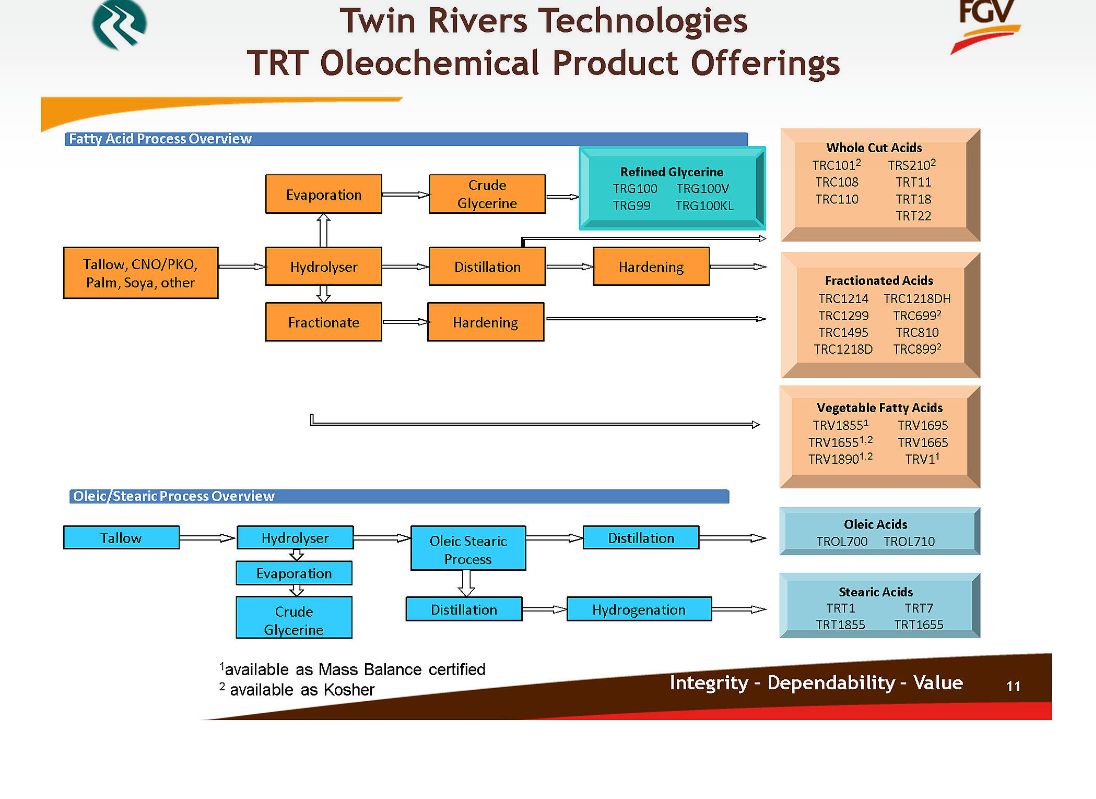 Twin Rivers Technologies
TRT Oleochemical Product Offerings
FGV
Fatty Acid Process Overview
Evaporation
Crude
Glycerine
Refined Glycerine
TRG100 TRG100V
TRG99 TRG100KL
Whole Cut Acids
TRC101² TRS210²
TRC108 TRT11
TRC110 TRT18
TRT22
Tallow, CNO/PKO,
Palm, Soya, other
Hydrolyser
Distillation
Hardening
Fractionate
Hardening
Fractionated Acids
TRC1214 TRC1218DH
TRC1299 TRC699²
TRC1495 TRC810
TRC1218D TRC899²
Vegetable Fatty Acids
TRV1855¹ TRV1695
TRV1655¹·² TRV1665
TRV1890¹·² TRV1¹
Oleic/Stearic Process Overview
Tallow
Hydrolyser
Oleic Stearic
Process
Distillation
Oleic Acids
TROL700 TROL710
Evaporation
Crude
Glycerine
Distillation
Hydrogenation
Stearic Acids
TRT1 TRT7
TRT1855 TRT1655
¹available as Mass Balance certified
² available as Kosher
Integrity - Dependability - Value
11